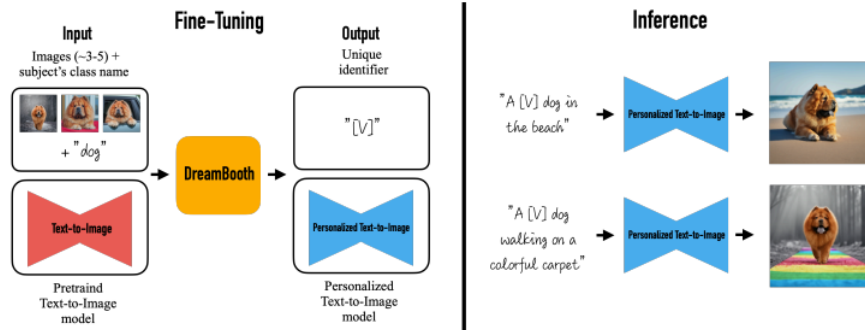 Fine-Tuning
Input
Images (~3-5) +
subject's class name
+ "dog"
Text-to-Image
Pretraind
Text-to-Image
model
DreamBooth
Output
Unique
identifier
"[V]"
Personalized Text-to-Image
Personalized
Text-to-Image
model
Inference
"A [V] dog in
the beach"
Personalized Text-to-Image
"A [V] dog
walking on a
colorful carpet"
Personalized Text-to-Image